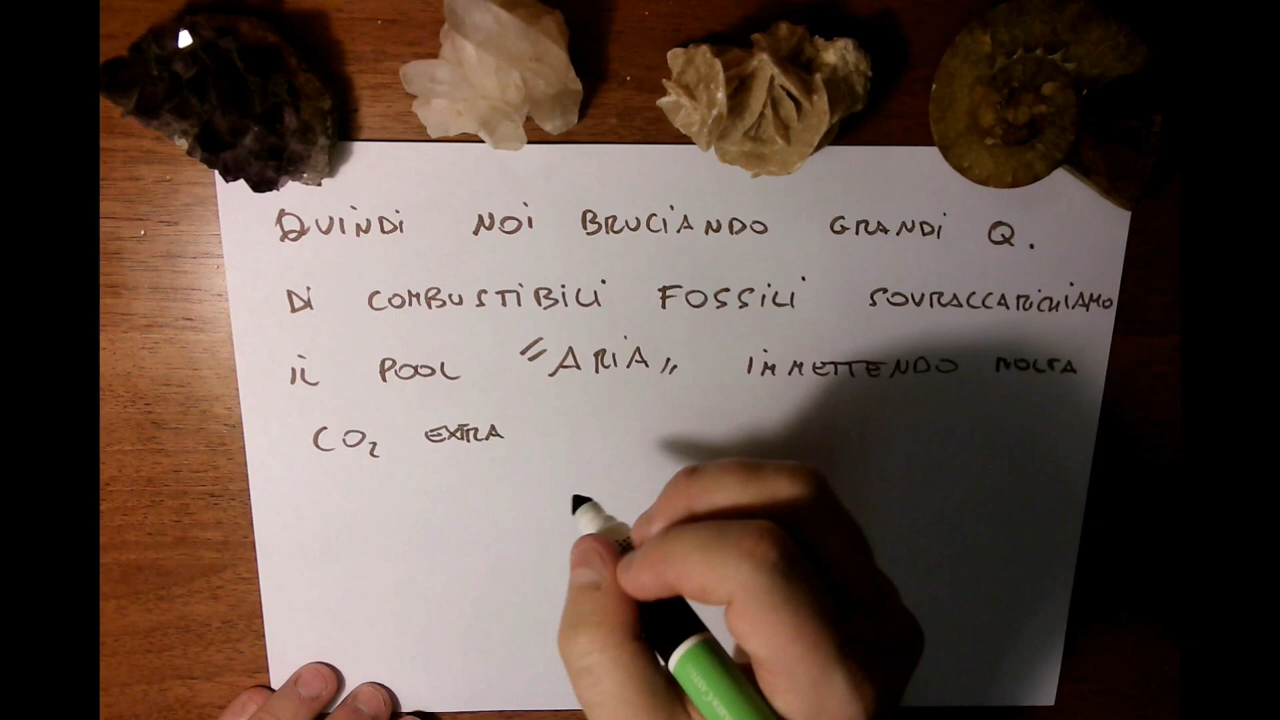 QUINDI NOI BRUCIANDO GRANDI Q.
DI COMBUSTIBILI FOSSILI SOVRACCARICHIAMO
IL POOL "ARIA" IMMETTENDO MOLTA
CO₂ EXTRA